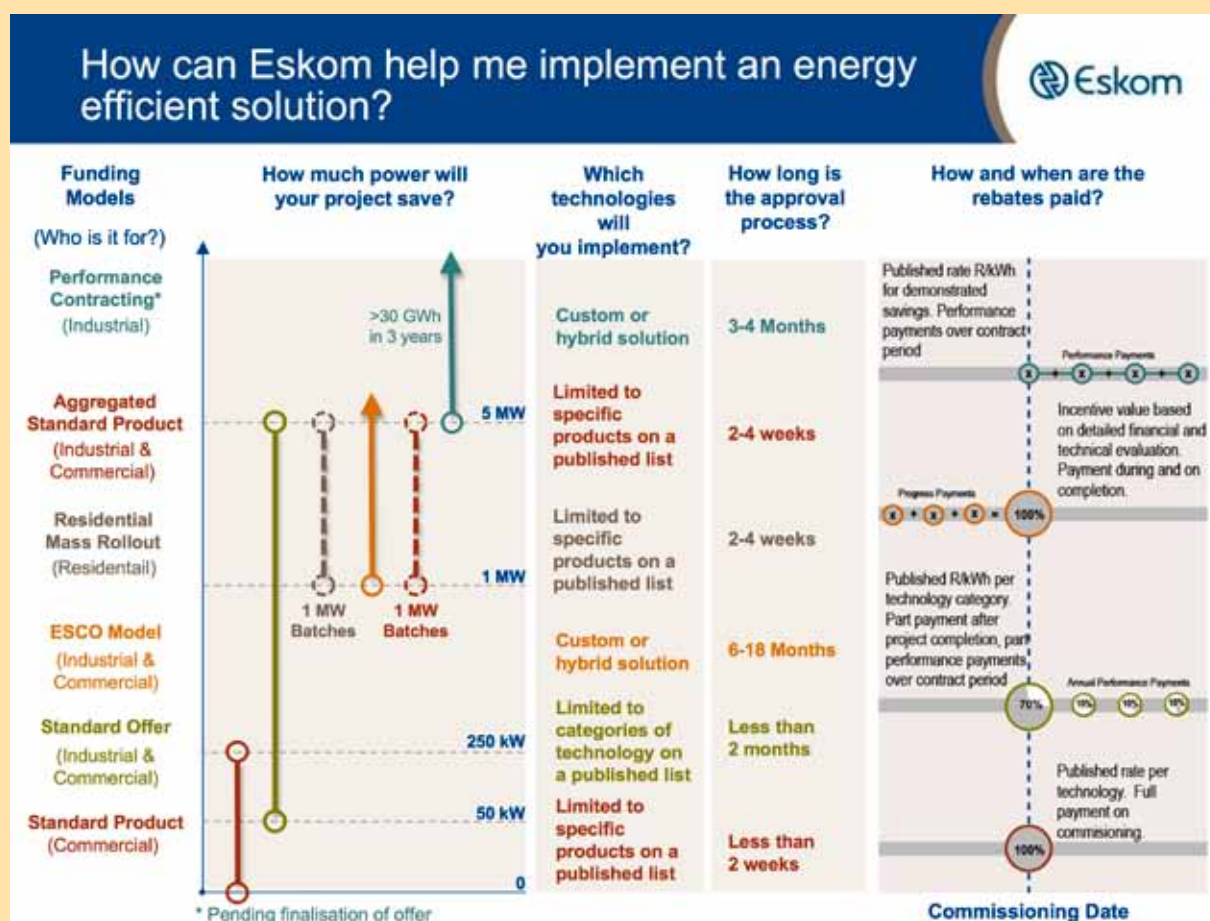 How can Eskom help me implement an energy
efficient solution?
Eskom
Funding
Models
(Who is it for?)
How much power will
your project save?
Which
technologies
will
you implement?
How long is
the approval
process?
How and when are the
rebates paid?
Performance
Contracting*
(Industrial)
>30 GWh
in 3 years
Custom or
hybrid solution
3-4 Months
Published rate R/kWh
for demonstrated
savings. Performance
payments over contract
period
Performance Payments
x + x + x + x
Aggregated
Standard Product
(Industrial &
Commercial)
5 MW
Limited to
specific
products on a
published list
2-4 weeks
Incentive value based
on detailed financial and
technical evaluation.
Payment during and on
completion.
Progress Payments
x + x + x = 100%
Residential
Mass Rollout
(Residentail)
1 MW
1 MW
Batches
1 MW
Batches
Limited to
specific
products on a
published list
2-4 weeks
ESCO Model
(Industrial &
Commercial)
Custom or
hybrid solution
6-18 Months
Published R/kWh per
technology category.
Part payment after
project completion, part
performance payments
over contract period
Annual Performance Payments
70% 10% 10% 10%
Standard Offer
(Industrial &
Commercial)
250 kW
Limited to
categories of
technology on
a published list
Less than
2 months
Standard Product
(Commercial)
50 kW
0
Limited to
specific
products on a
published list
Less than
2 weeks
Published rate per
technology. Full
payment on
commisioning.
100%
* Pending finalisation of offer
Commissioning Date